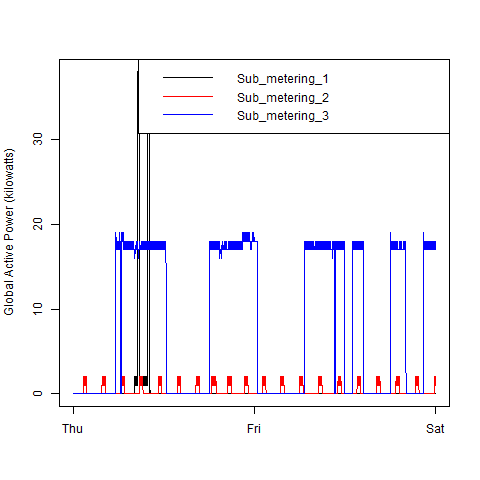 Sub_metering_1
Sub_metering_2
Sub_metering_3
Global Active Power (kilowatts)
30
20
10
0
Thu Fri Sat